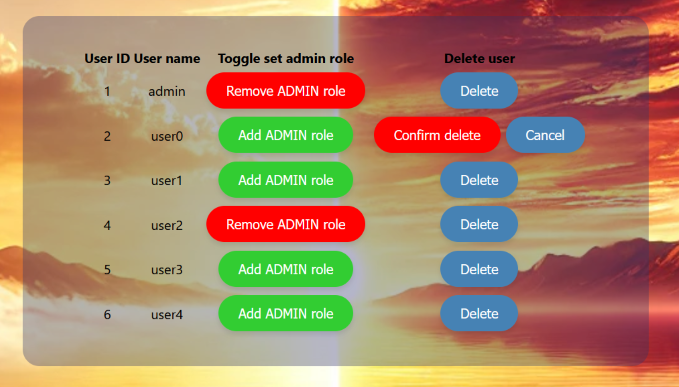 User ID User name Toggle set admin role Delete user
1 admin Remove ADMIN role Delete
2 user0 Add ADMIN role Confirm delete Cancel
3 user1 Add ADMIN role Delete
4 user2 Remove ADMIN role Delete
5 user3 Add ADMIN role Delete
6 user4 Add ADMIN role Delete